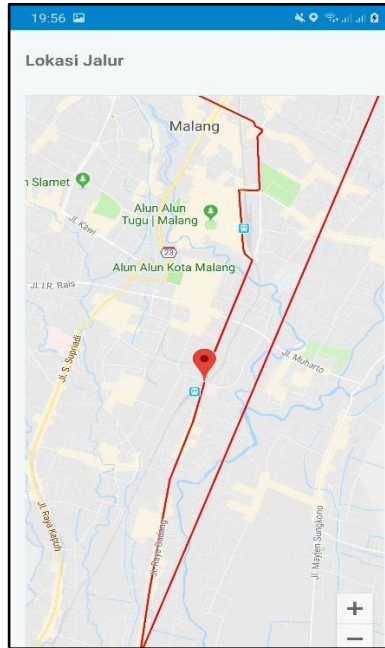 19:56
Lokasi Jalur
Malang
n Slamet
Alun Alun
Tugu | Malang
Jl. Kawi
23
Alun Alun Kota Malang
Jl. I.R. Rais
Jl. Muharto
Jl. S. Supriadi
Jl. Raya Gadang
Jl. Raya Kapuh
Jl. Mayjen Sungkono
+
−